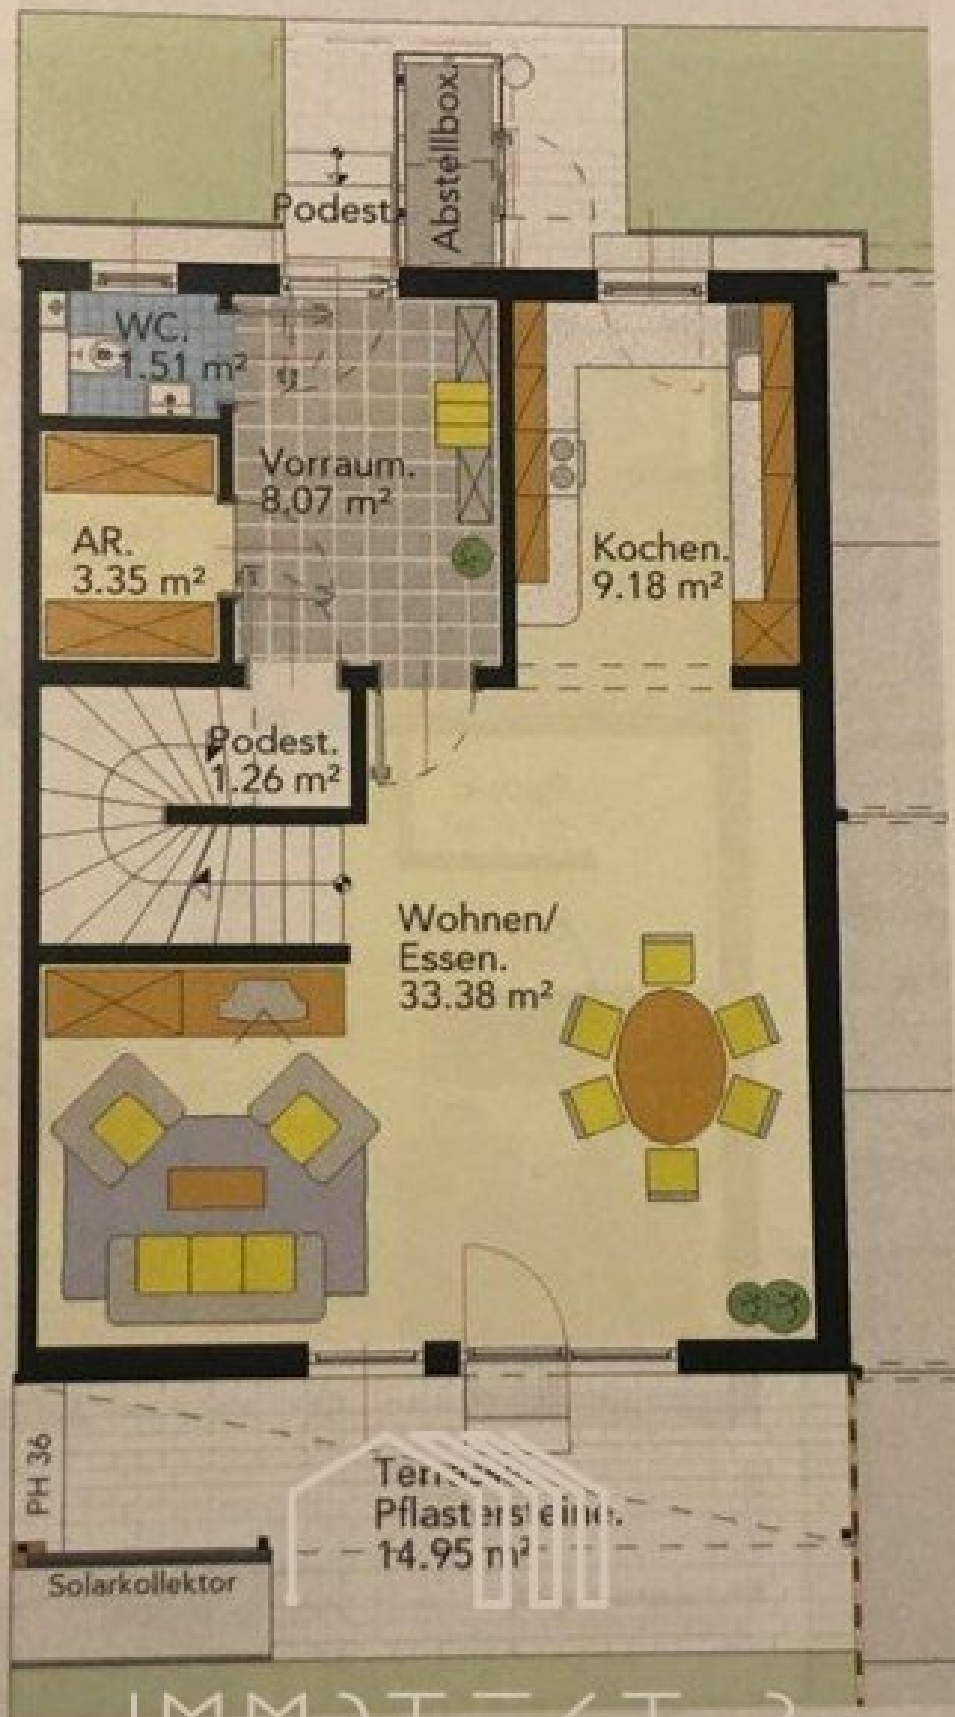 Abstellbox.
Podest.
WC.
1.51 m²
Vorraum.
8.07 m²
AR.
3.35 m²
Kochen.
9.18 m²
Podest.
1.26 m²
Wohnen/
Essen.
33.38 m²
PH 36
Pflastersteine.
14.95 m²
Solarkollektor